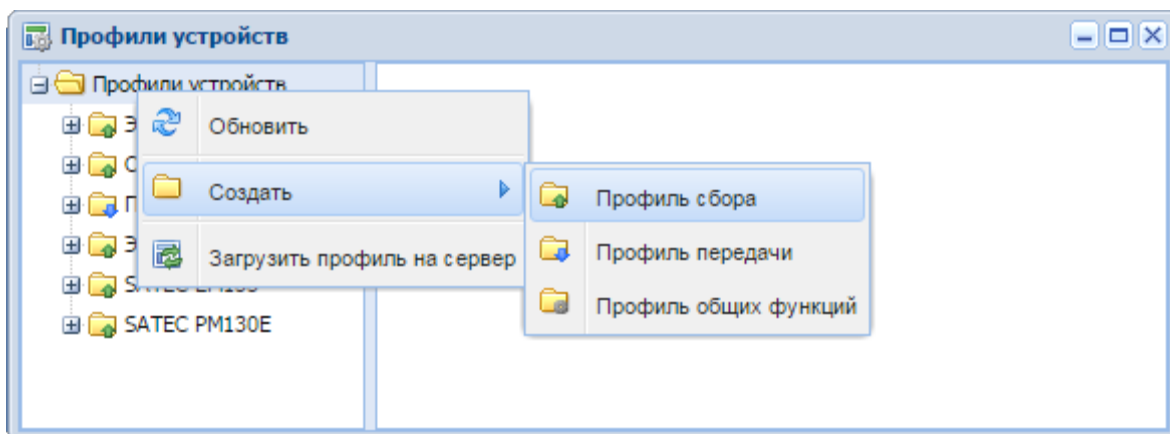 Профили устройств
Профили устройств
Обновить
Создать
Профиль сбора
Загрузить профиль на сервер
Профиль передачи
Профиль общих функций
SATEC PM130E